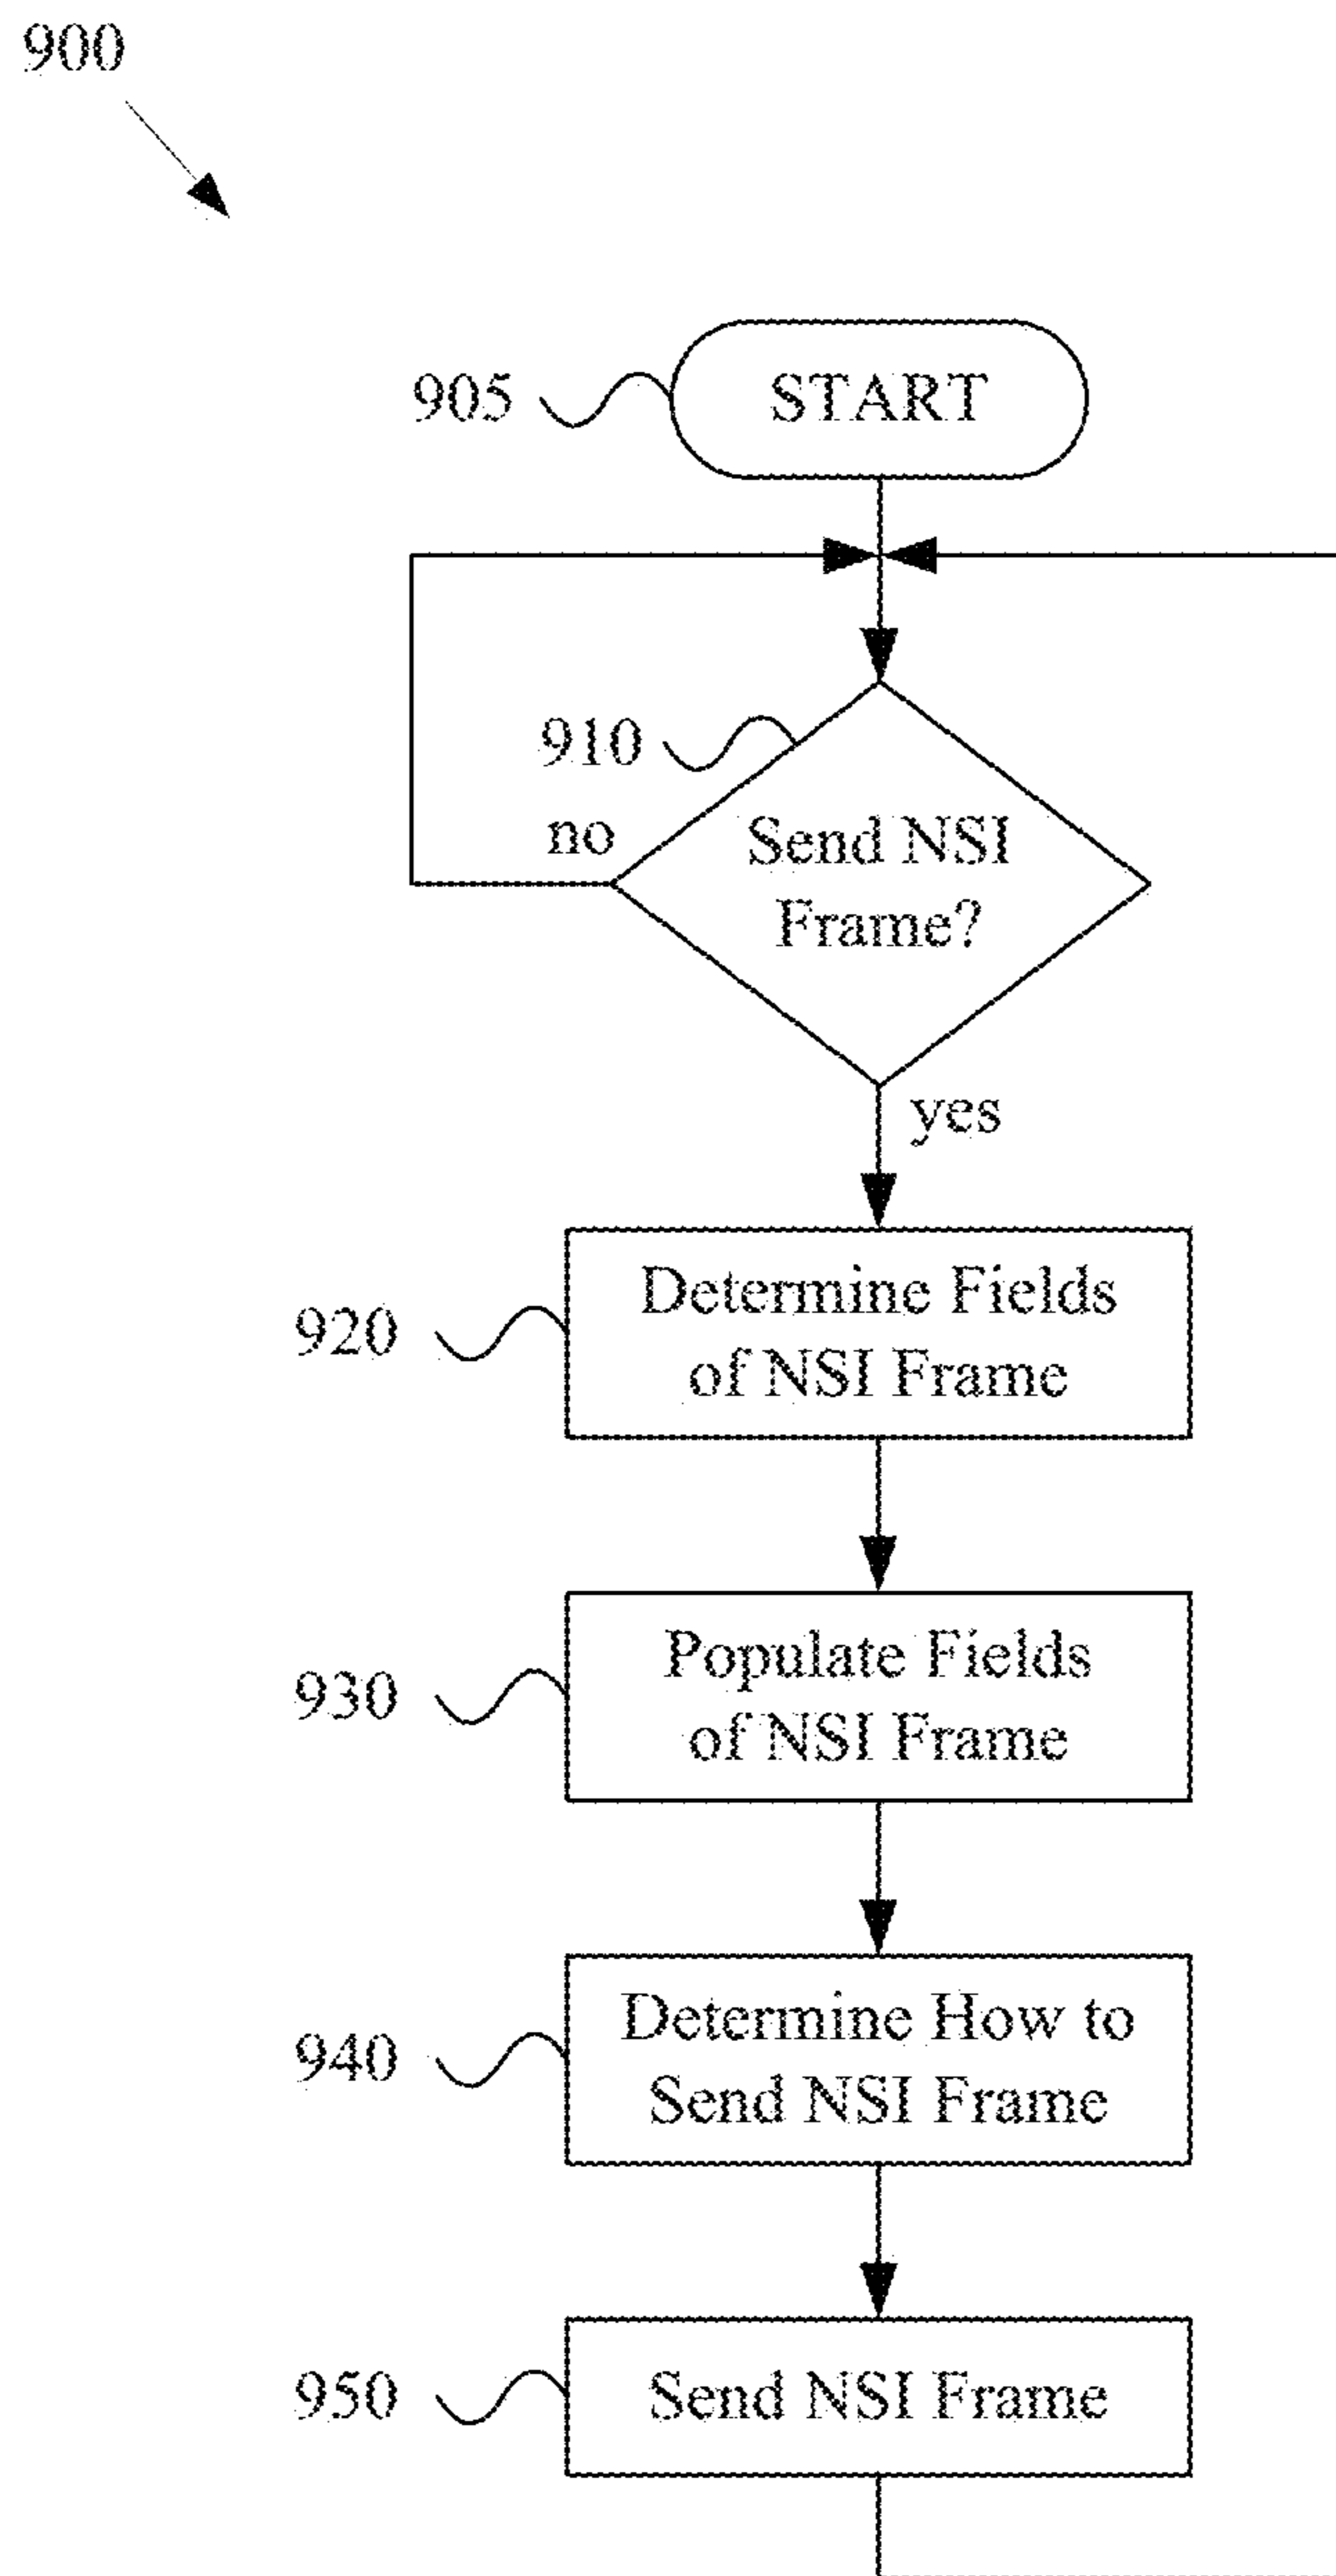 900
905
START
910
no
Send NSI
Frame?
yes
920
Determine Fields
of NSI Frame
930
Populate Fields
of NSI Frame
940
Determine How to
Send NSI Frame
950
Send NSI Frame